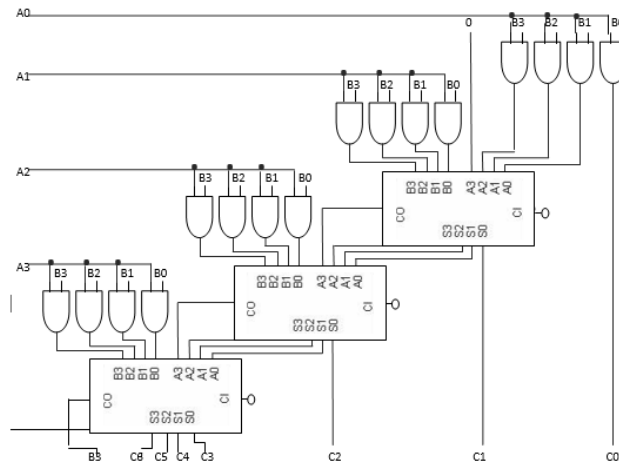 A0
0 B3 B2 B1 B0
A1
B3 B2 B1 B0
A2
B3 B2 B1 B0
B3 B2 B1 B0 A3 A2 A1 A0
CO CI
S3 S2 S1 S0
A3
B3 B2 B1 B0
B3 B2 B1 B0 A3 A2 A1 A0
CO CI
S3 S2 S1 S0
B3 B2 B1 B0 A3 A2 A1 A0
CO CI
S3 S2 S1 S0
B3 C6 C5 C4 C3 C2 C1 C0